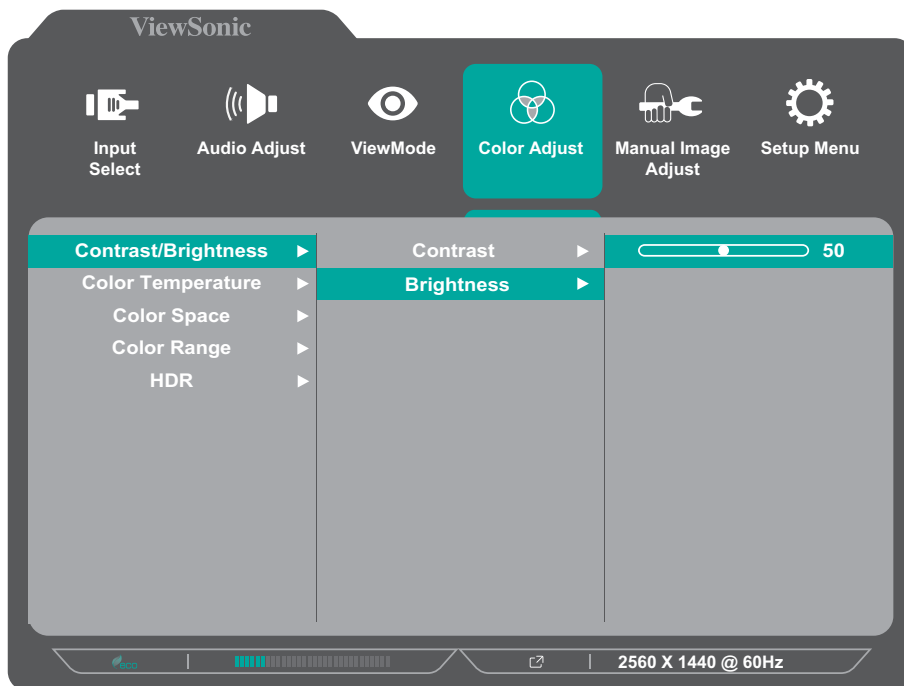 ViewSonic
Input
Select
Audio Adjust
ViewMode
Color Adjust
Manual Image
Adjust
Setup Menu
Contrast/Brightness
Color Temperature
Color Space
Color Range
HDR
Contrast
Brightness
50
eco
2560 X 1440 @ 60Hz